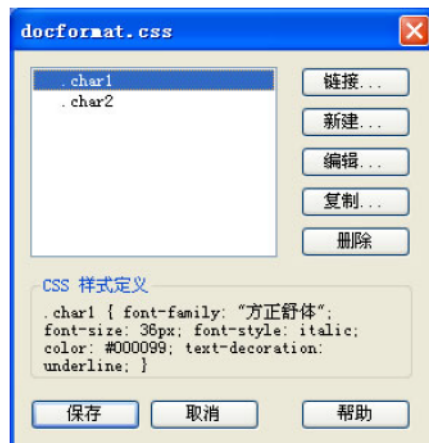 docformat.css
.char1
.char2
链接...
新建...
编辑...
复制...
删除
CSS 样式定义
.char1 { font-family: "方正舒体";
font-size: 36px; font-style: italic;
color: #000099; text-decoration:
underline; }
保存
取消
帮助